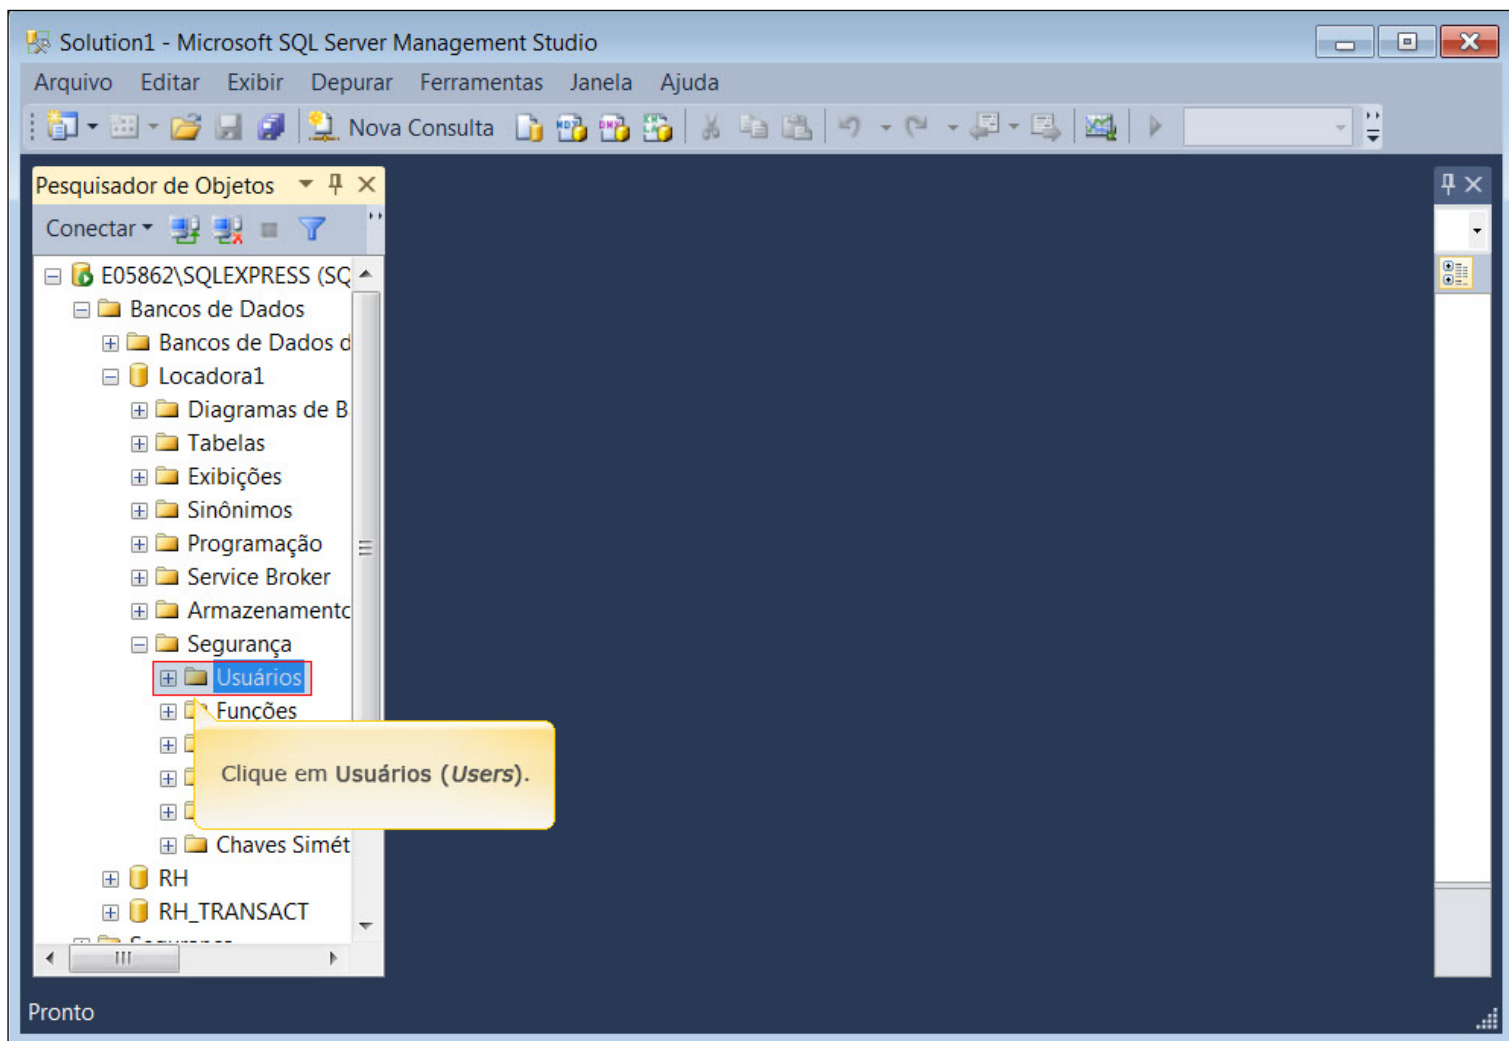 Solution1 - Microsoft SQL Server Management Studio
Arquivo Editar Exibir Depurar Ferramentas Janela Ajuda
Nova Consulta
Pesquisador de Objetos
Conectar
E05862\SQLEXPRESS (SQ
Bancos de Dados
Bancos de Dados d
Locadora1
Diagramas de B
Tabelas
Exibições
Sinônimos
Programação
Service Broker
Armazenamento
Segurança
Usuários
Funções
Clique em Usuários (Users).
Chaves Simét
RH
RH_TRANSACT
Pronto